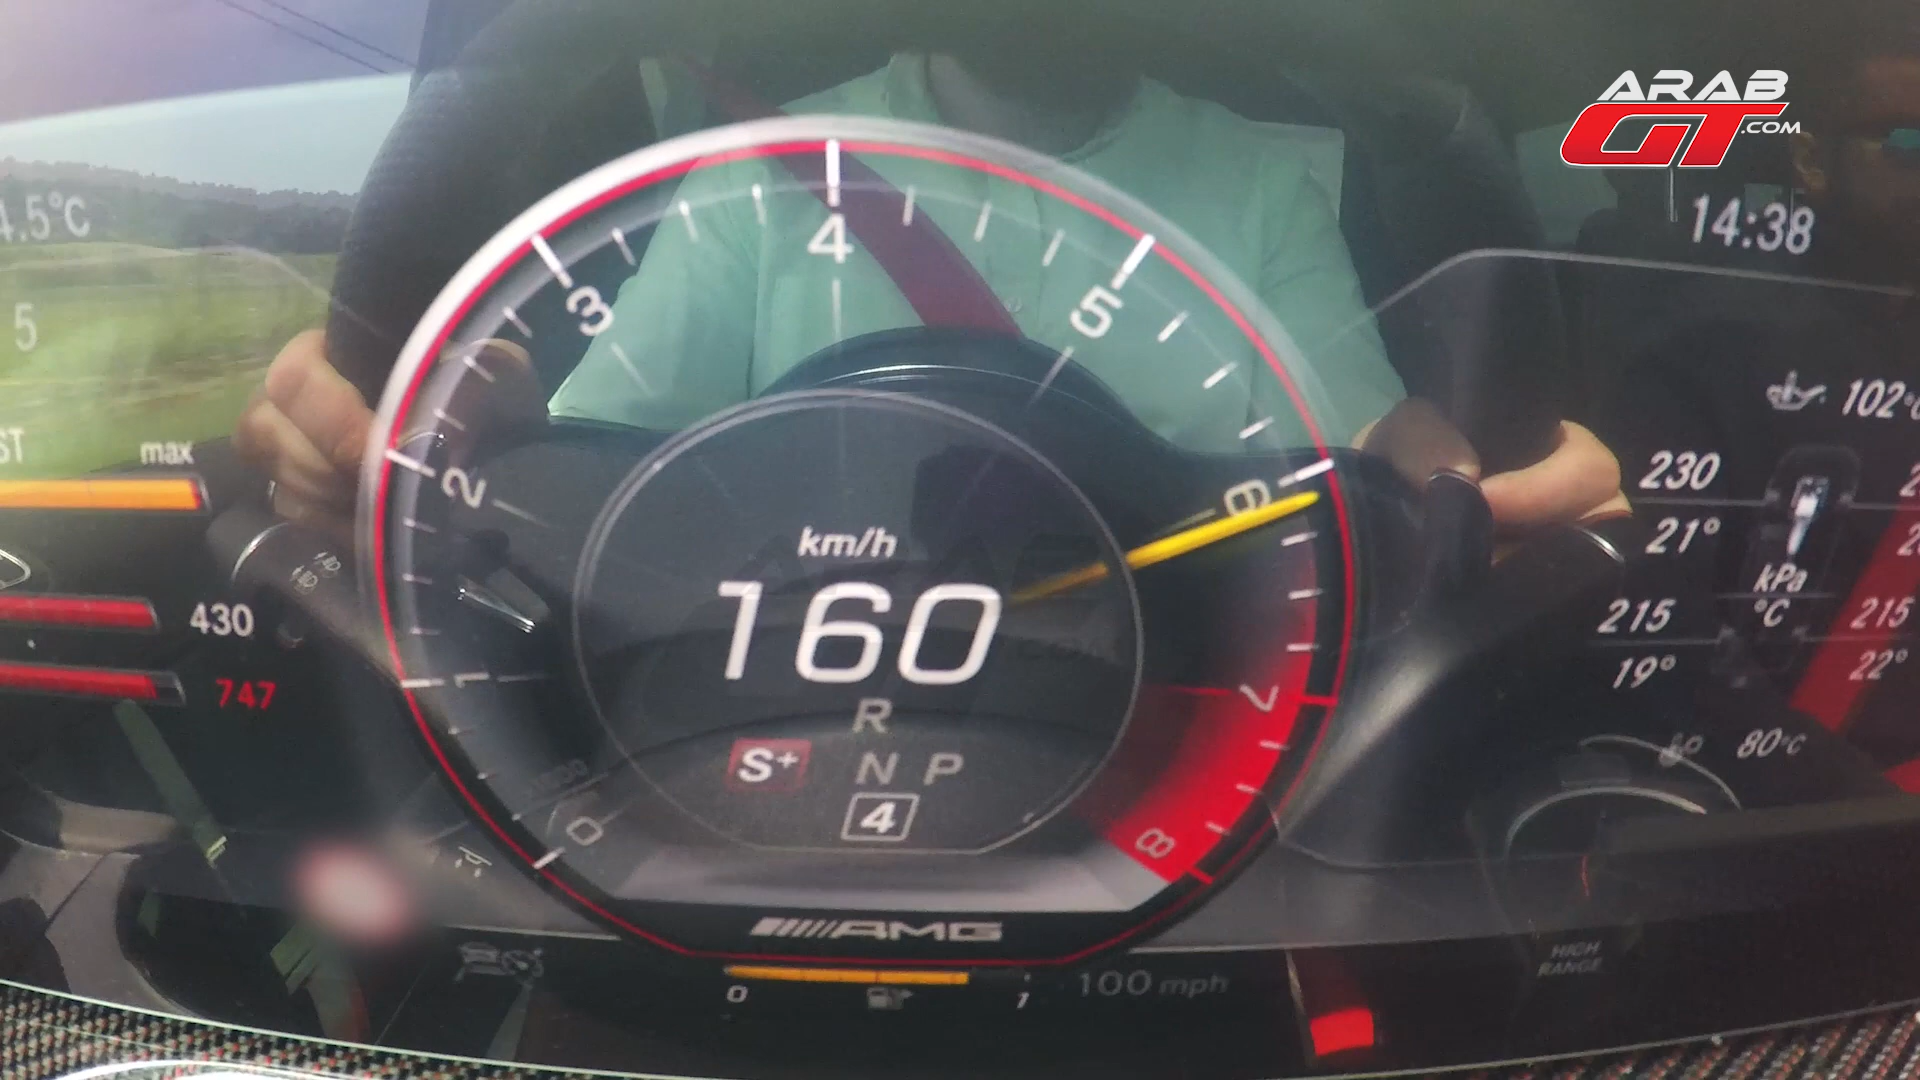 ARAB
GT.COM
14:38
4.5°C
5
ST max
430
747
0
1
2
3
4
5
6
7
8
km/h
160
R
S+ N P
4
AMG
0 1
100 mph
102°C
230
21°
kPa
°C
215 215
19° 22°
80°C
HIGH
RANGE